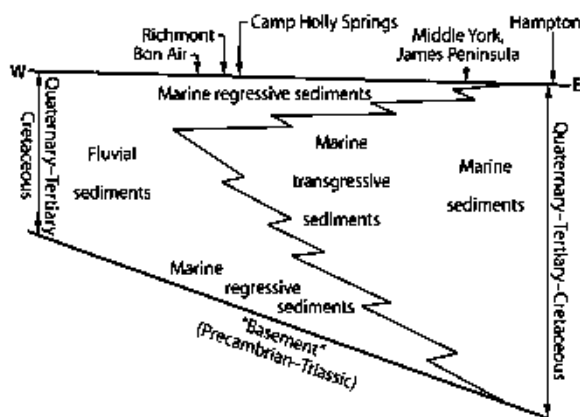 Camp Holly Springs
Richmont
Bon Air
Middle York,
James Peninsula
Hampton
W
E
Marine regressive sediments
Quaternary–Tertiary
Cretaceous
Fluvial
sediments
Marine
transgressive
sediments
Marine
sediments
Quaternary–Tertiary–Cretaceous
Marine
regressive
sediments
"Basement"
(Precambrian–Triassic)